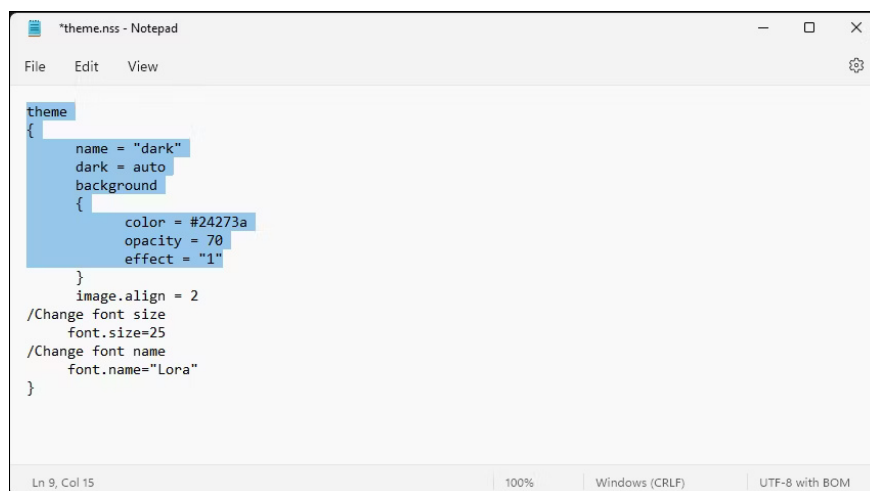 *theme.nss - Notepad
File Edit View
theme
{
name = "dark"
dark = auto
background
{
color = #24273a
opacity = 70
effect = "1"
}
image.align = 2
/Change font size
font.size=25
/Change font name
font.name="Lora"
}
Ln 9, Col 15 100% Windows (CRLF) UTF-8 with BOM